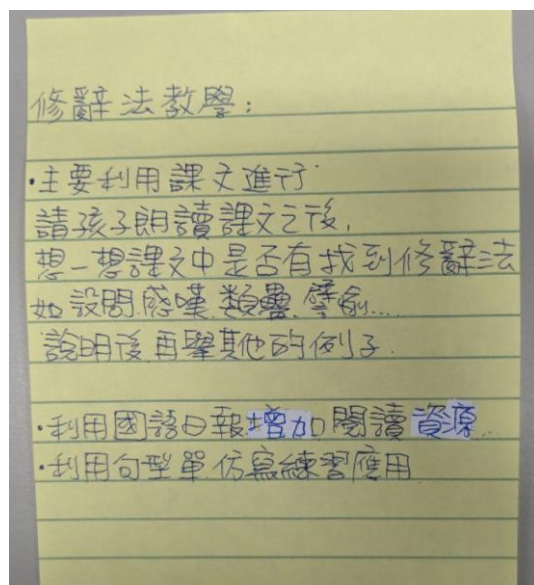 修辭法教學：
·主要利用課文進行
請孩子朗讀課文之後,
想一想課文中是否有找到修辭法
如設問.感嘆.類疊.譬喻....
說明後再舉其他的例子.
·利用國語日報增加閱讀資源.
·利用句型單.仿寫練習應用